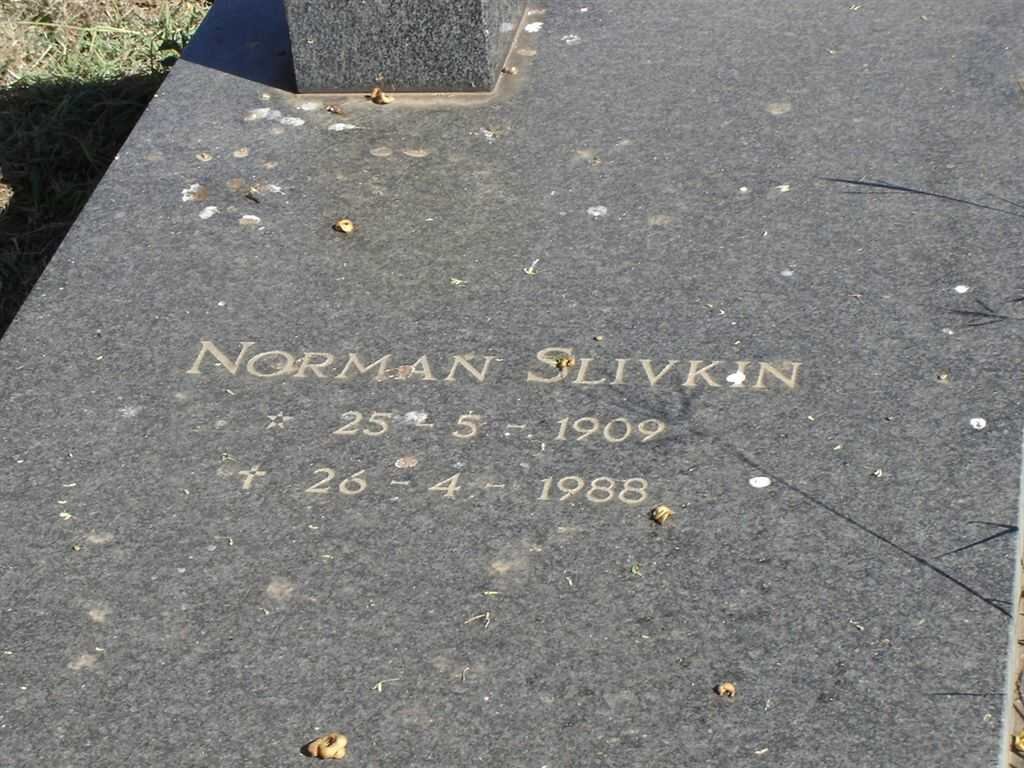 NORMAN SLIVKIN
☆ 25 - 5 - 1909
✝ 26 - 4 - 1988